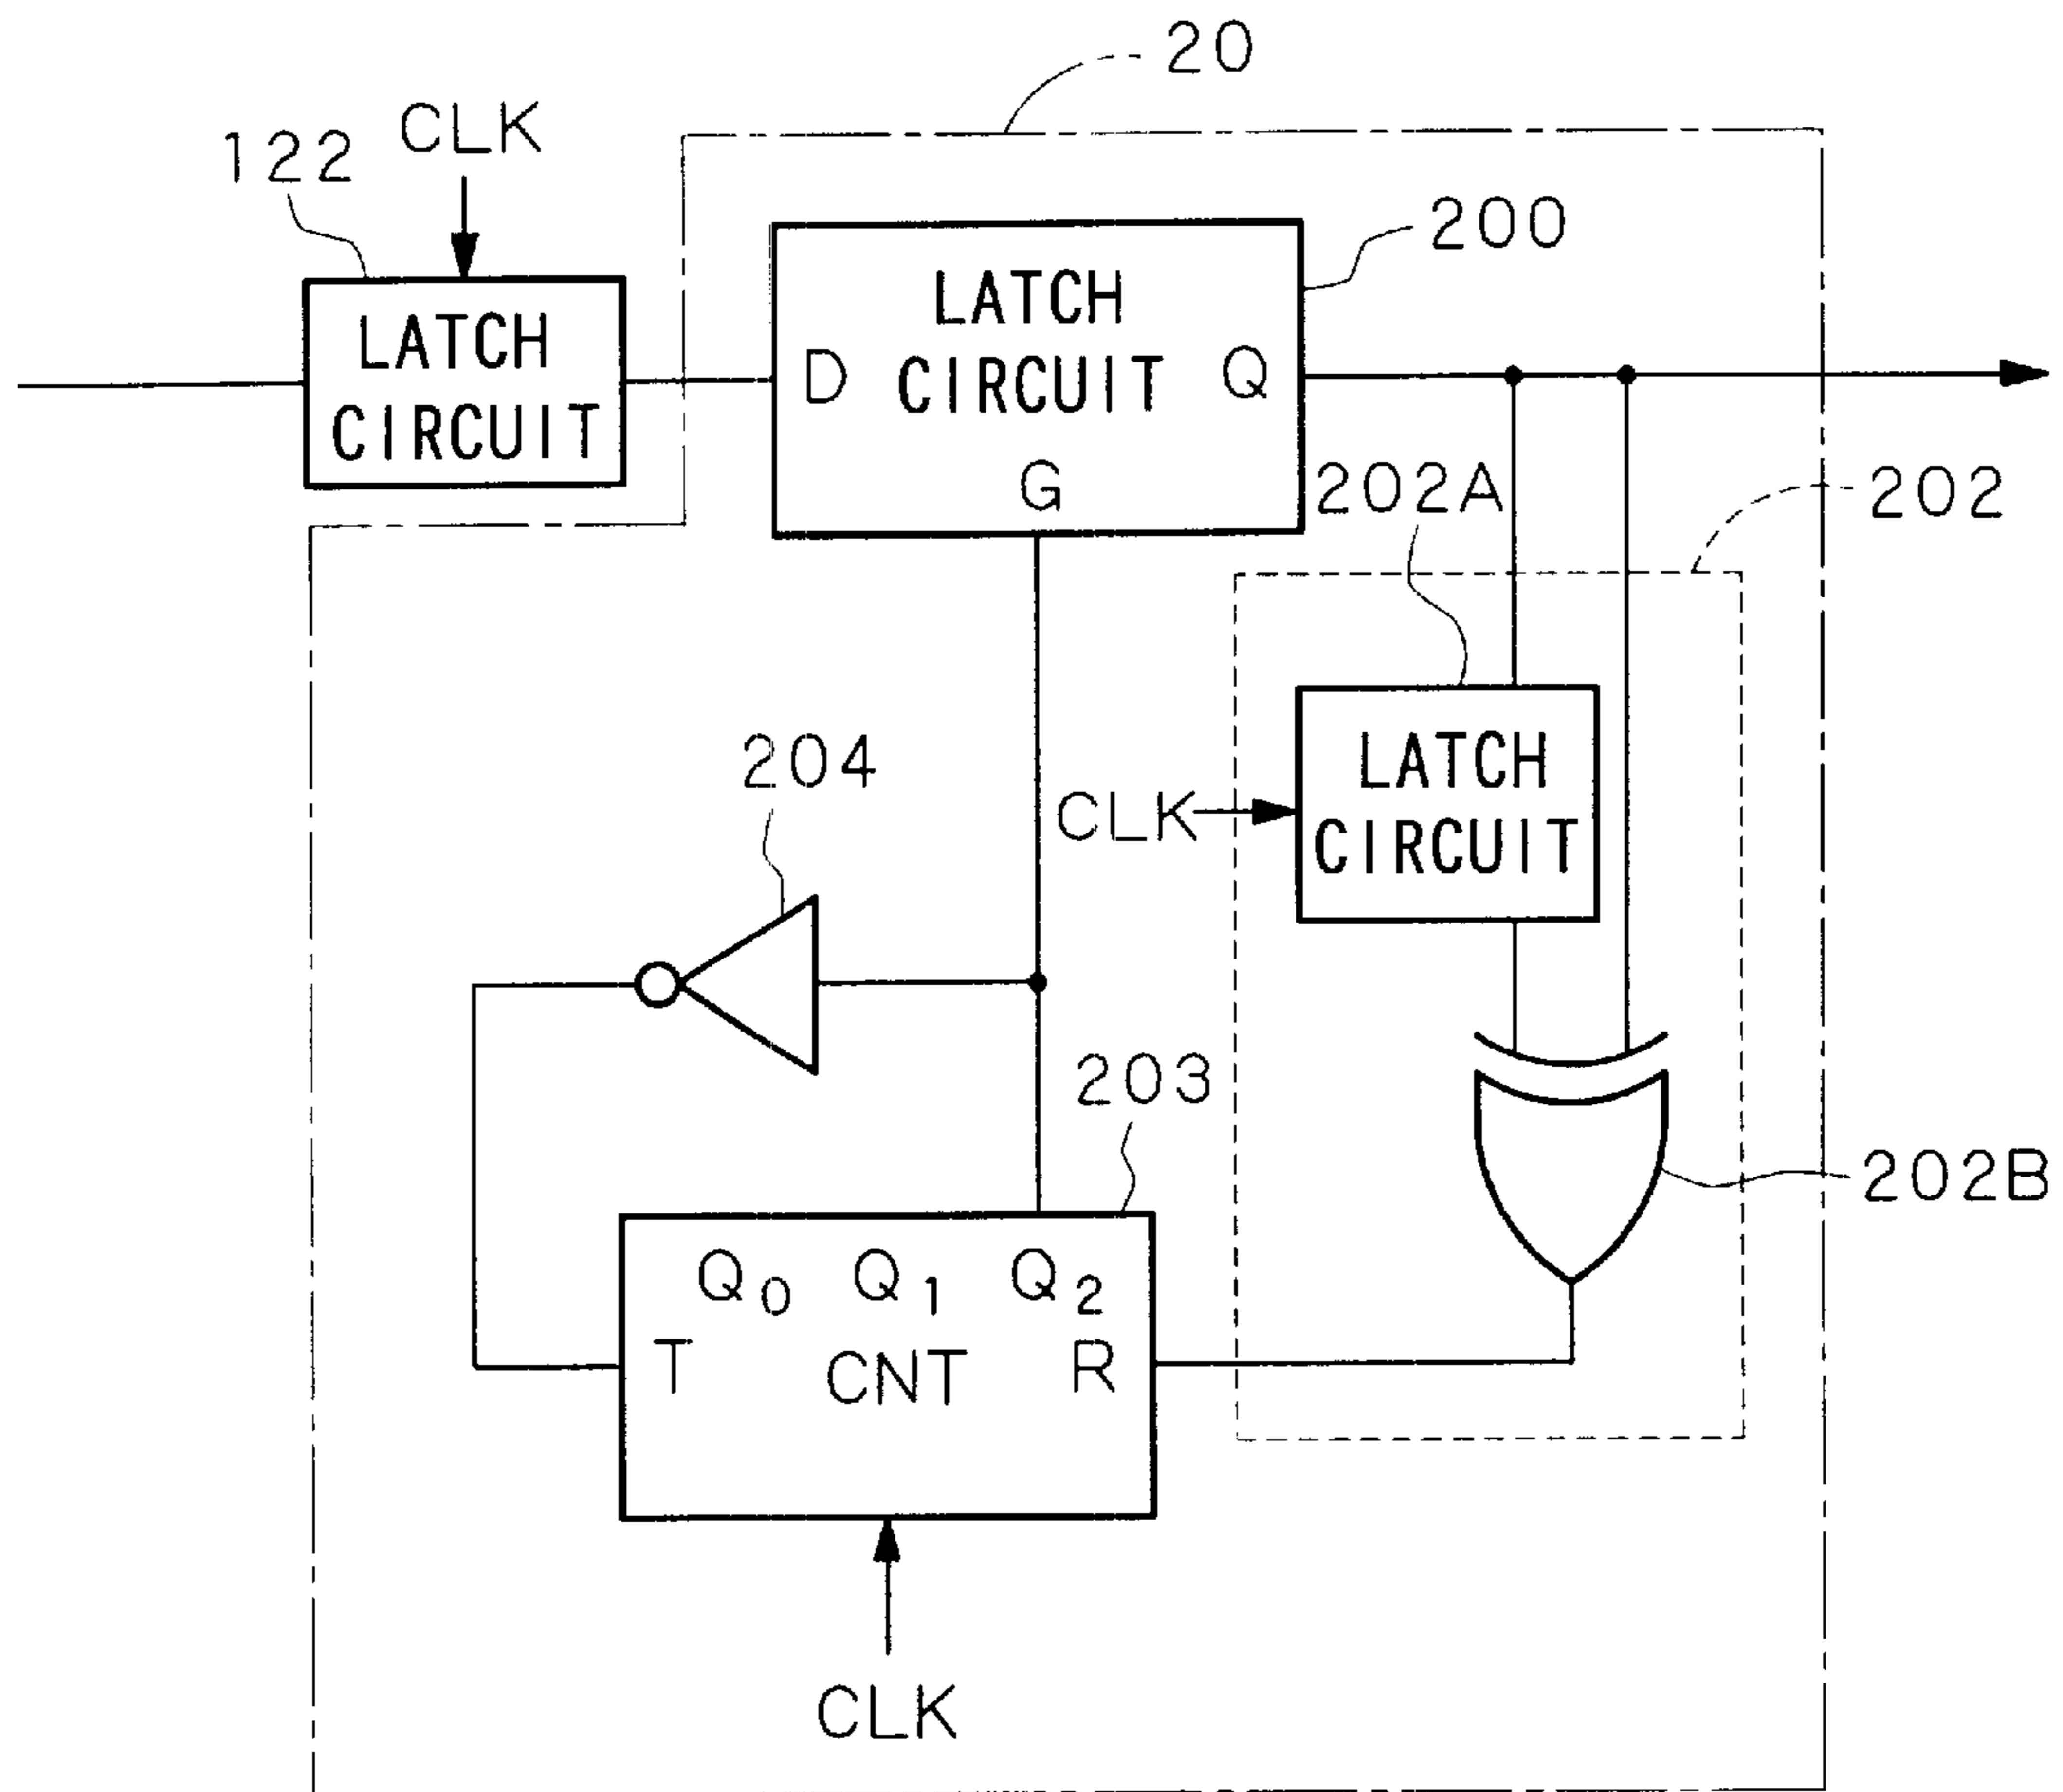 20
CLK
122
200
LATCH
CIRCUIT
D
Q
G
LATCH
CIRCUIT
202A
202
204
LATCH
CIRCUIT
CLK
203
202B
Q0 Q1 Q2
T CNT R
CLK